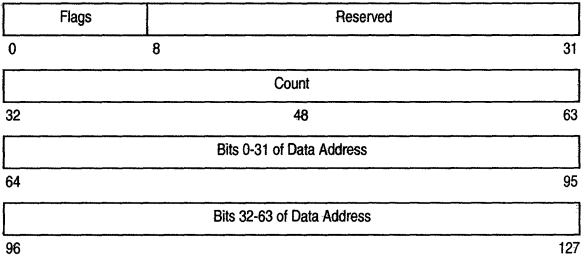 Flags Reserved
0 8 31
Count
32 48 63
Bits 0-31 of Data Address
64 95
Bits 32-63 of Data Address
96 127